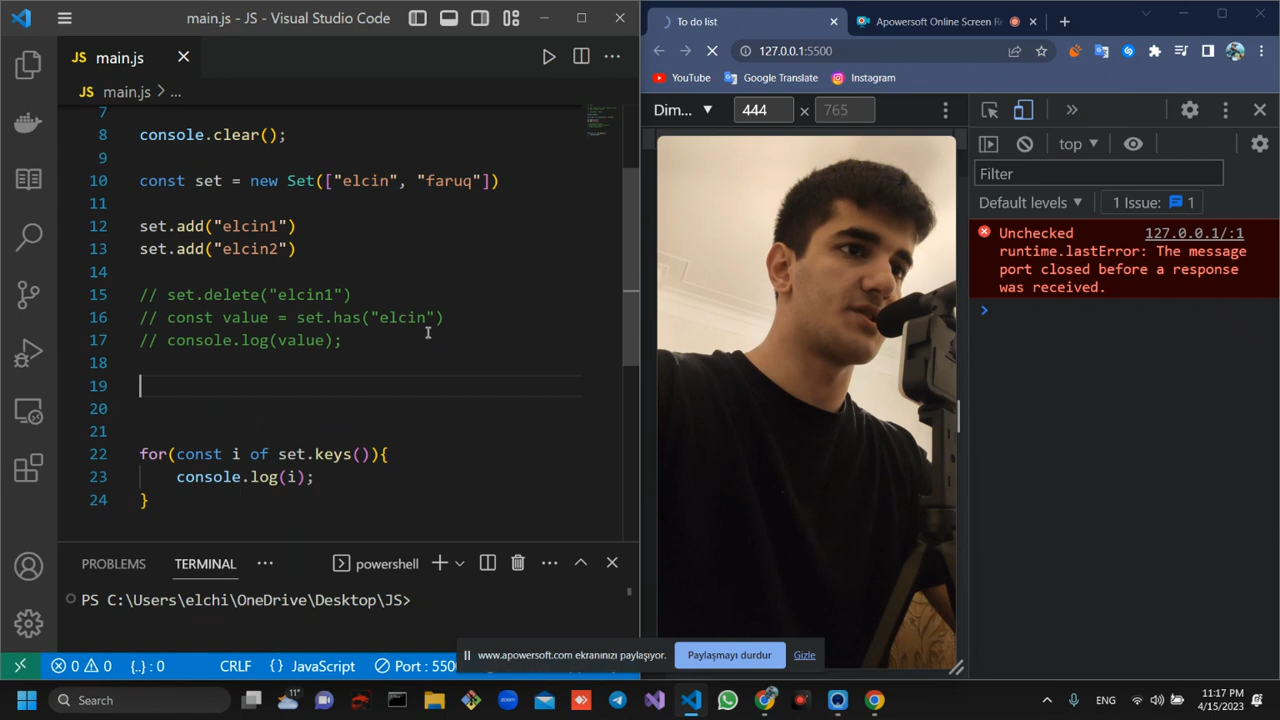 main.js - JS - Visual Studio Code
JS main.js
JS main.js > ...
7
8 console.clear();
9
10 const set = new Set(["elcin", "faruq"])
11
12 set.add("elcin1")
13 set.add("elcin2")
14
15 // set.delete("elcin1")
16 // const value = set.has("elcin")
17 // console.log(value);
18
19
20
21
22 for(const i of set.keys()){
23 console.log(i);
24 }
PROBLEMS TERMINAL ... powershell
PS C:\Users\elchi\OneDrive\Desktop\JS>
0 0 {..} : 0 CRLF {} JavaScript Port : 550
To do list
Apowersoft Online Screen Re
127.0.0.1:5500
YouTube Google Translate Instagram
Dim... 444 × 765
top
Filter
Default levels 1 Issue: 1
Unchecked 127.0.0.1/:1
runtime.lastError: The message
port closed before a response
was received.
www.apowersoft.com ekranınızı paylaşıyor. Paylaşmayı durdur Gizle
Search
11°
ENG
11:17 PM
4/15/2023